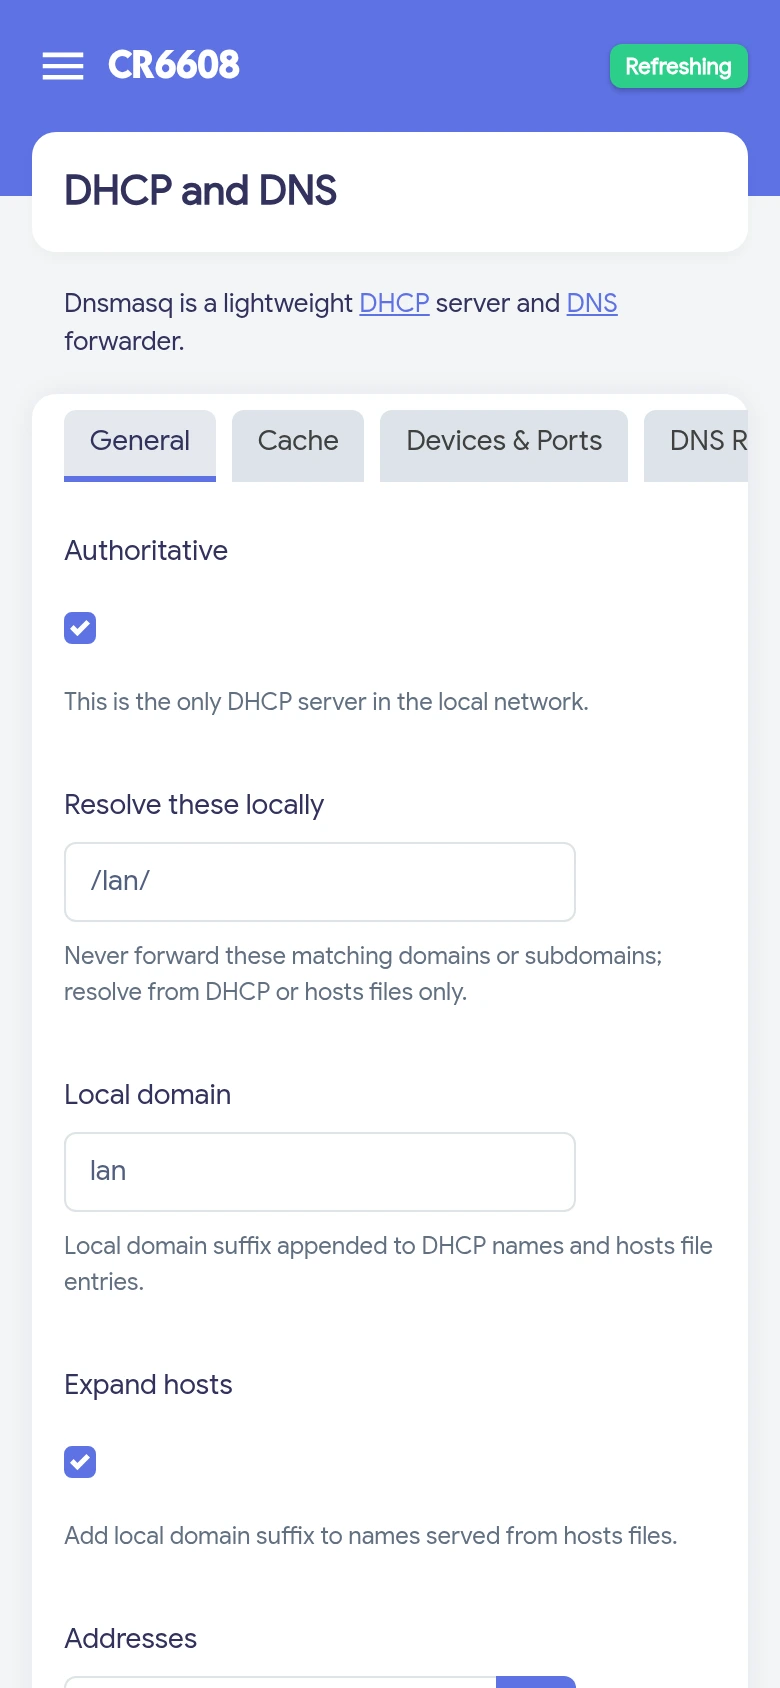 CR6608
Refreshing
DHCP and DNS
Dnsmasq is a lightweight DHCP server and DNS
forwarder.
General
Cache
Devices & Ports
DNS R
Authoritative
This is the only DHCP server in the local network.
Resolve these locally
/lan/
Never forward these matching domains or subdomains;
resolve from DHCP or hosts files only.
Local domain
lan
Local domain suffix appended to DHCP names and hosts file
entries.
Expand hosts
Add local domain suffix to names served from hosts files.
Addresses